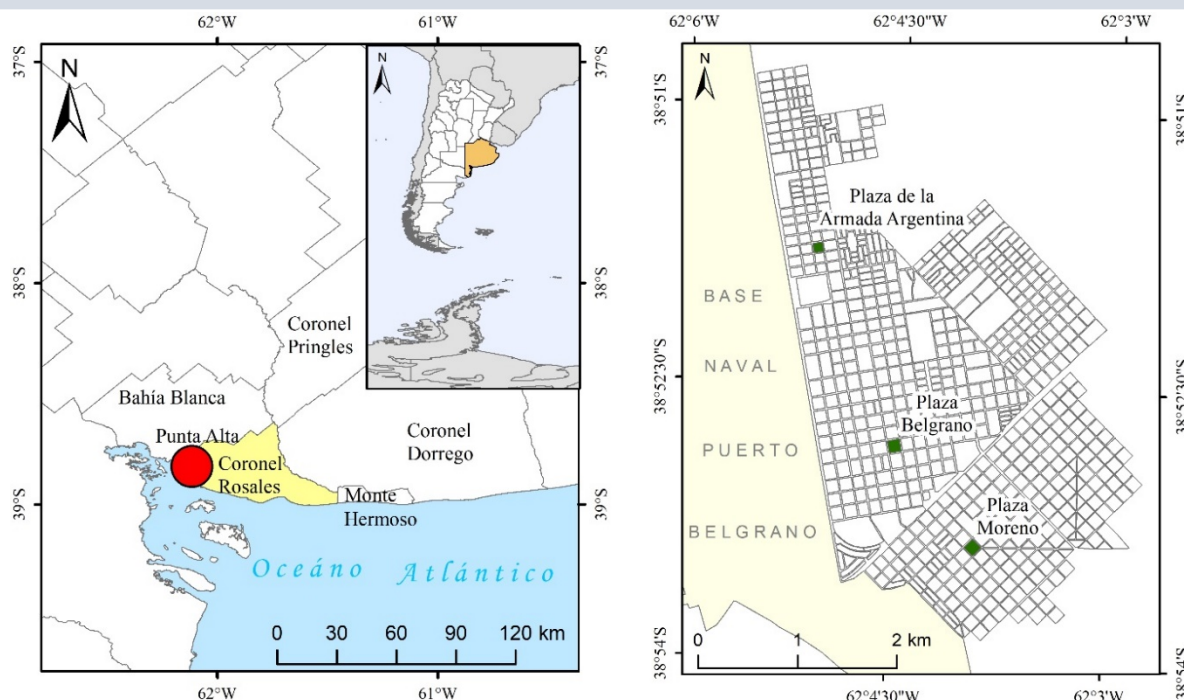 62°W
61°W
37°S
37°S
N
N
38°S
38°S
Coronel
Pringles
Bahía Blanca
Punta Alta
Coronel
Rosales
Coronel
Dorrego
Monte
Hermoso
39°S
39°S
Oceáno Atlántico
0 30 60 90 120 km
62°W
61°W
62°6'W
62°4'30"W
62°3'W
N
38°51'S
38°51'S
Plaza de la
Armada Argentina
BASE
NAVAL
PUERTO
BELGRANO
38°52'30"S
38°52'30"S
Plaza
Belgrano
Plaza
Moreno
0 1 2 km
38°54'S
38°54'S
62°4'30"W
62°3'W